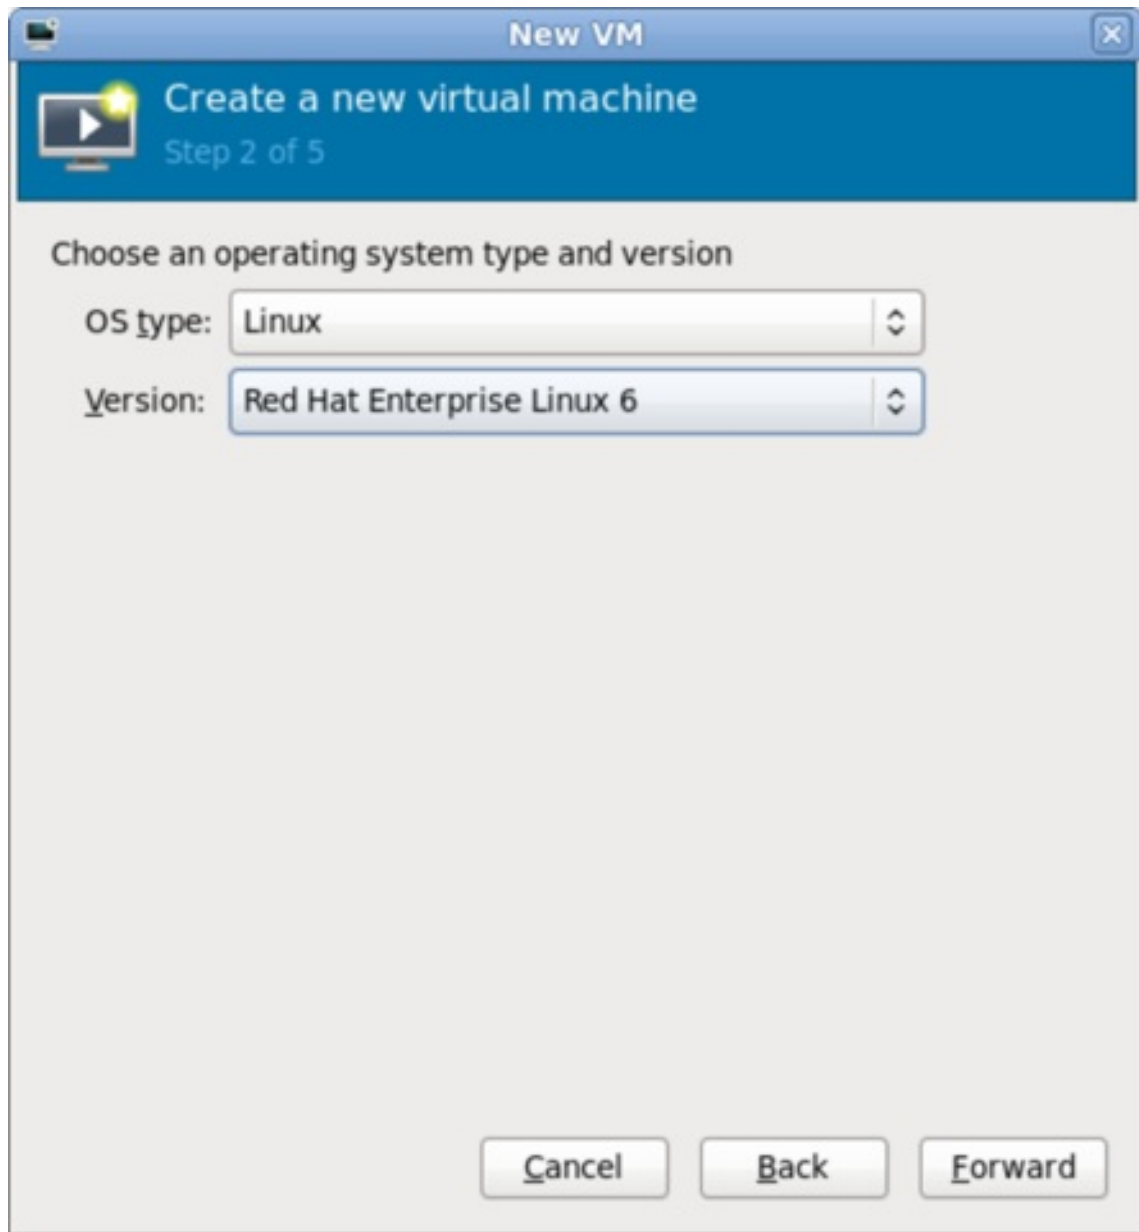 New VM
Create a new virtual machine
Step 2 of 5
Choose an operating system type and version
OS type: Linux
Version: Red Hat Enterprise Linux 6
Cancel Back Forward